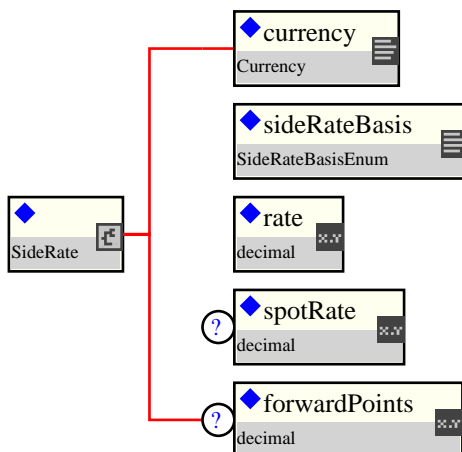 currency
Currency
sideRateBasis
SideRateBasisEnum
SideRate
rate
x.Y
decimal
?
spotRate
x.Y
decimal
?
forwardPoints
x.Y
decimal